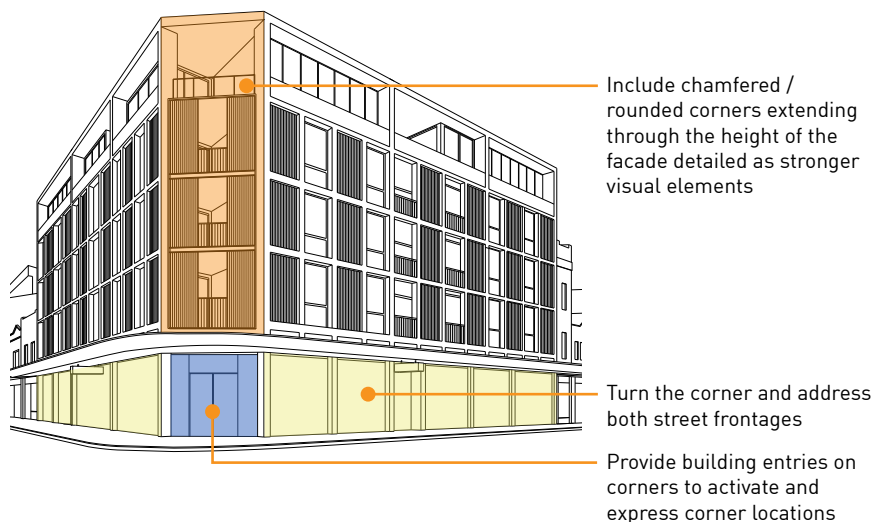 Include chamfered /
rounded corners extending
through the height of the
facade detailed as stronger
visual elements
Turn the corner and address
both street frontages
Provide building entries on
corners to activate and
express corner locations